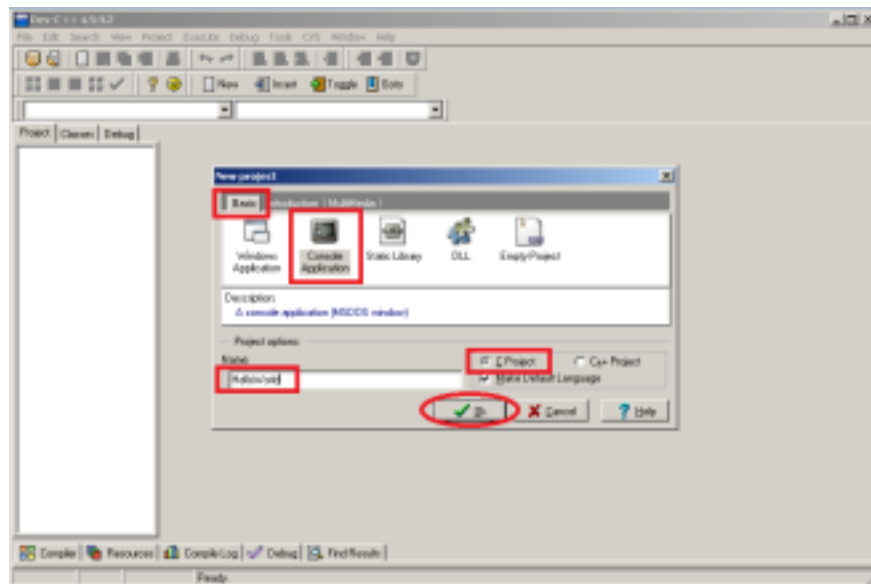 Dev-C++ 4.9.9.2
File Edit Search View Project Execute Debug Tools CVS Window Help
New Insert Toggle Goto
Project Classes Debug
New project
Basic Introduction MultiMedia
Windows Application
Console Application
Static Library
DLL
Empty Project
Description:
A console application (MSDOS window)
Project options:
Name:
HelloWorld
C Project
C++ Project
Make Default Language
Ok
Cancel
Help
Compiler Resources Compile Log Debug Find Results
Ready